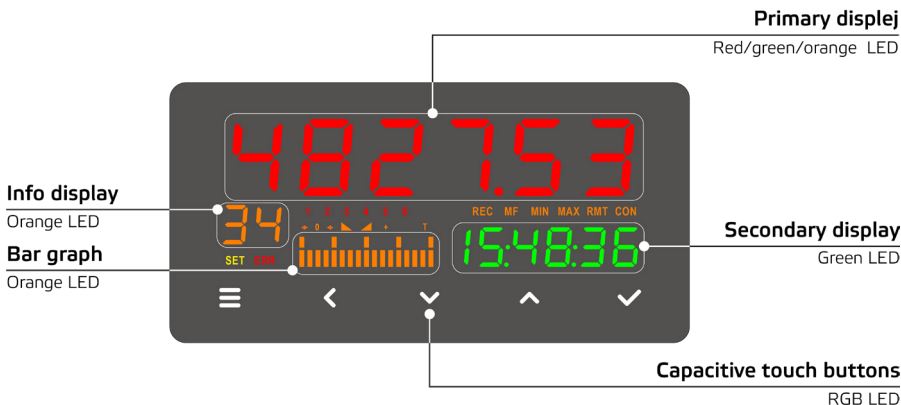 Primary displej
Red/green/orange LED
4827.53
Info display
Orange LED
34
1 2 3 4 5 6
REC MF MIN MAX RMT CON
0 + T
15:48:36
SET ERR
Bar graph
Orange LED
Secondary display
Green LED
Capacitive touch buttons
RGB LED